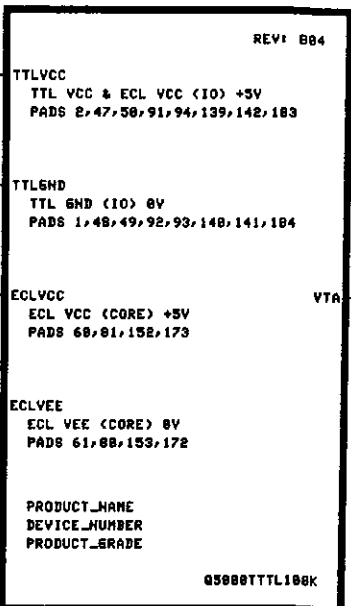 REV: B04
TTLVCC
TTL VCC & ECL VCC (IO) +5V
PADS 2,47,50,91,94,139,142,183
TTLGND
TTL GND (IO) 0V
PADS 1,48,49,92,93,140,141,184
ECLVCC
VTA
ECL VCC (CORE) +5V
PADS 60,81,152,173
ECLVEE
ECL VEE (CORE) 0V
PADS 61,80,153,172
PRODUCT_NAME
DEVICE_NUMBER
PRODUCT_GRADE
Q5000TTTL100K